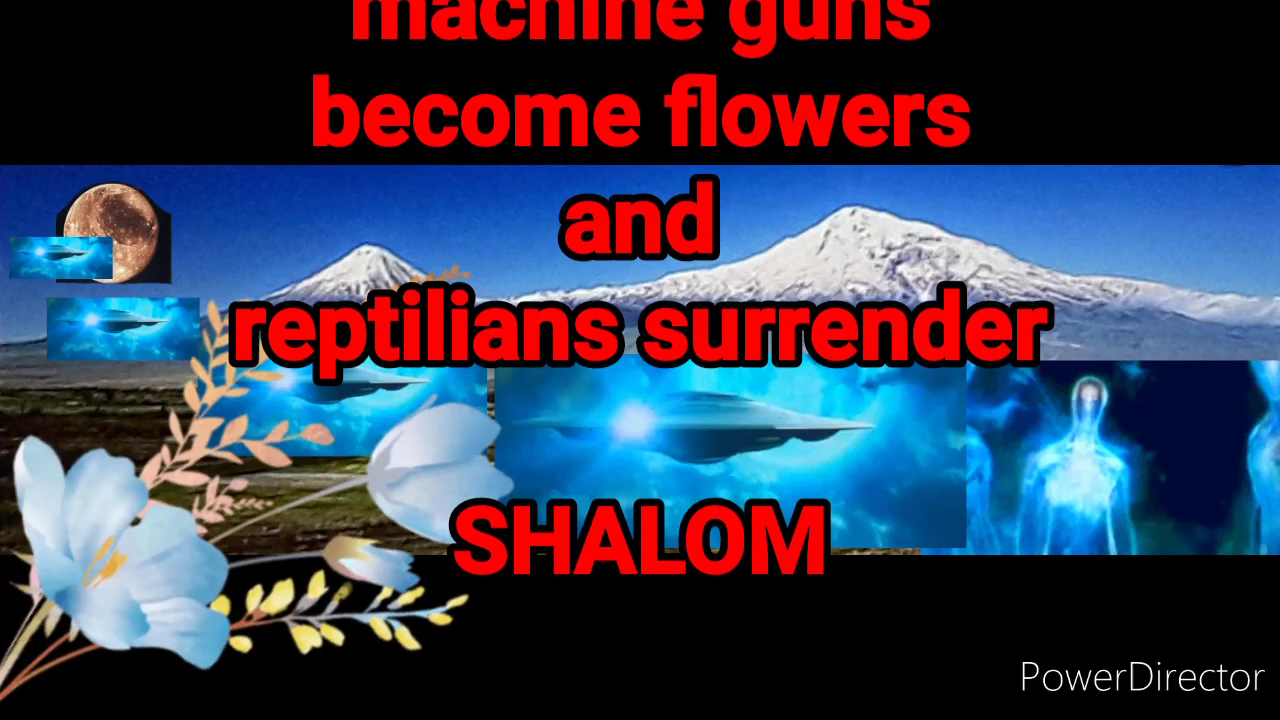 machine guns
become flowers
and
reptilians surrender
SHALOM
PowerDirector